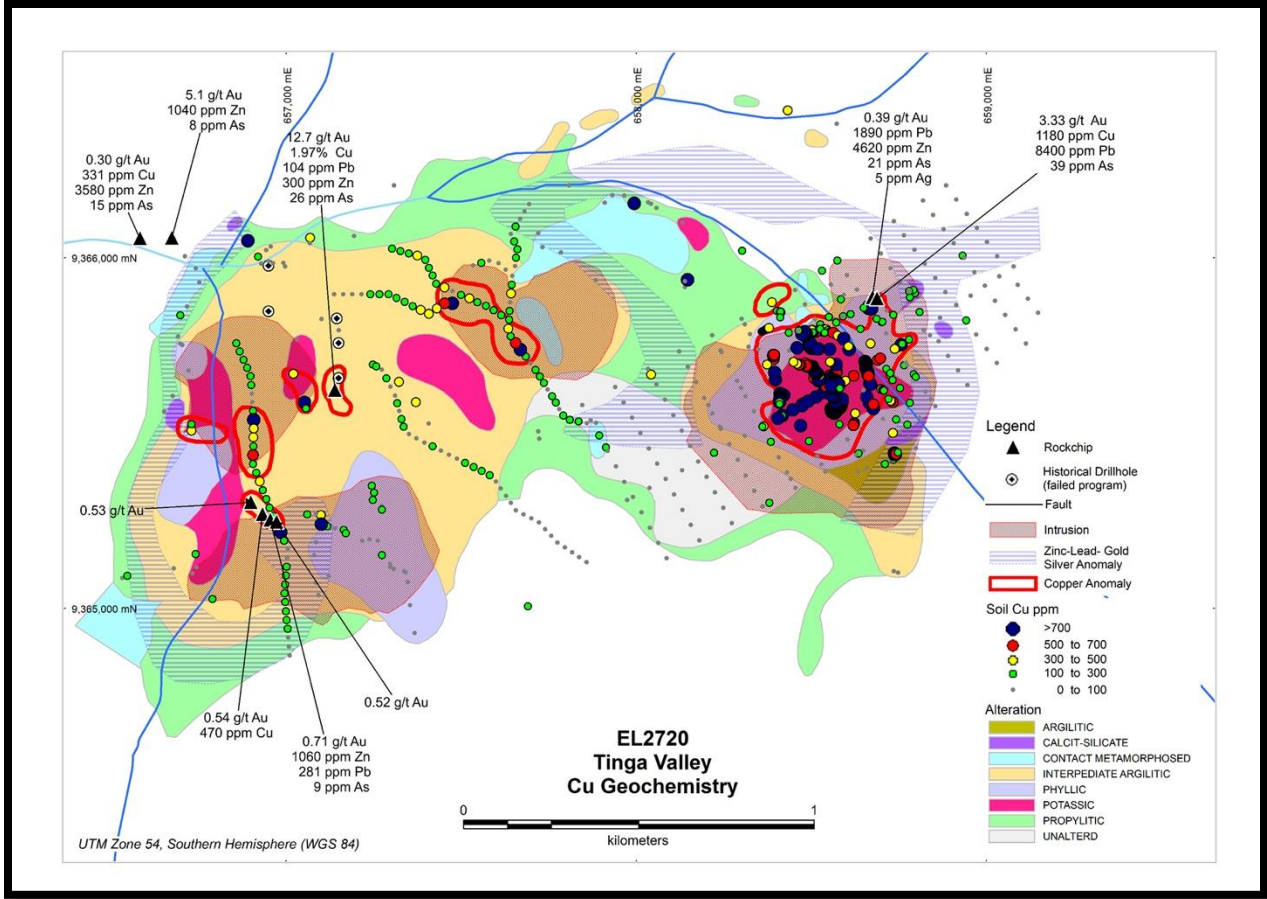 657,000 mE
658,000 mE
659,000 mE
5.1 g/t Au
1040 ppm Zn
8 ppm As
0.30 g/t Au
331 ppm Cu
3580 ppm Zn
15 ppm As
12.7 g/t Au
1.97% Cu
104 ppm Pb
300 ppm Zn
26 ppm As
0.39 g/t Au
1890 ppm Pb
4620 ppm Zn
21 ppm As
5 ppm Ag
3.33 g/t Au
1180 ppm Cu
8400 ppm Pb
39 ppm As
9,366,000 mN
0.53 g/t Au
9,365,000 mN
0.54 g/t Au
470 ppm Cu
0.71 g/t Au
1060 ppm Zn
281 ppm Pb
9 ppm As
0.52 g/t Au
EL2720
Tinga Valley
Cu Geochemistry
0 1
kilometers
UTM Zone 54, Southern Hemisphere (WGS 84)
Legend
Rockchip
Historical Drillhole
(failed program)
Fault
Intrusion
Zinc-Lead- Gold
Silver Anomaly
Copper Anomaly
Soil Cu ppm
>700
500 to 700
300 to 500
100 to 300
0 to 100
Alteration
ARGILITIC
CALCIT-SILICATE
CONTACT METAMORPHOSED
INTERPEDIATE ARGILITIC
PHYLLIC
POTASSIC
PROPYLITIC
UNALTERD